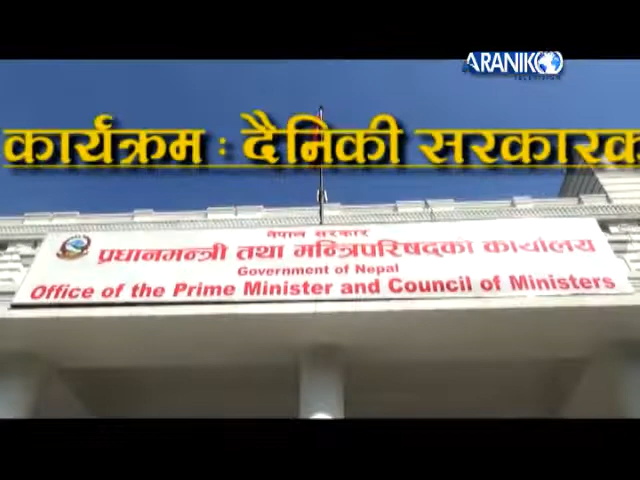 ARANIKO
TELEVISION
कार्यक्रम : दैनिकी सरकारक
नेपाल सरकार
प्रधानमन्त्री तथा मन्त्रिपरिषद्को कार्यालय
Government of Nepal
Office of the Prime Minister and Council of Ministers